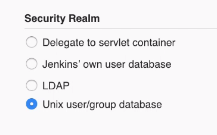 Security Realm
Delegate to servlet container
Jenkins' own user database
LDAP
Unix user/group database